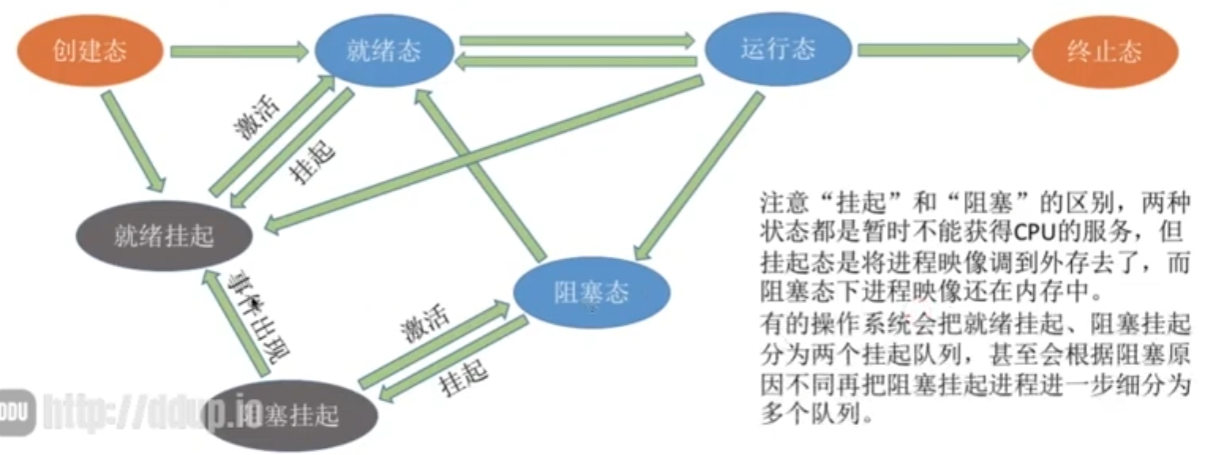 创建态
就绪态
运行态
终止态
激活
挂起
就绪挂起
注意“挂起”和“阻塞”的区别，两种
状态都是暂时不能获得CPU的服务，但
挂起态是将进程映像调到外存去了，而
阻塞态下进程映像还在内存中。
有的操作系统会把就绪挂起、阻塞挂起
分为两个挂起队列，甚至会根据阻塞原
因不同再把阻塞挂起进程进一步细分为
多个队列。
事件出现
阻塞态
激活
挂起
阻塞挂起
DDU http://ddup.io